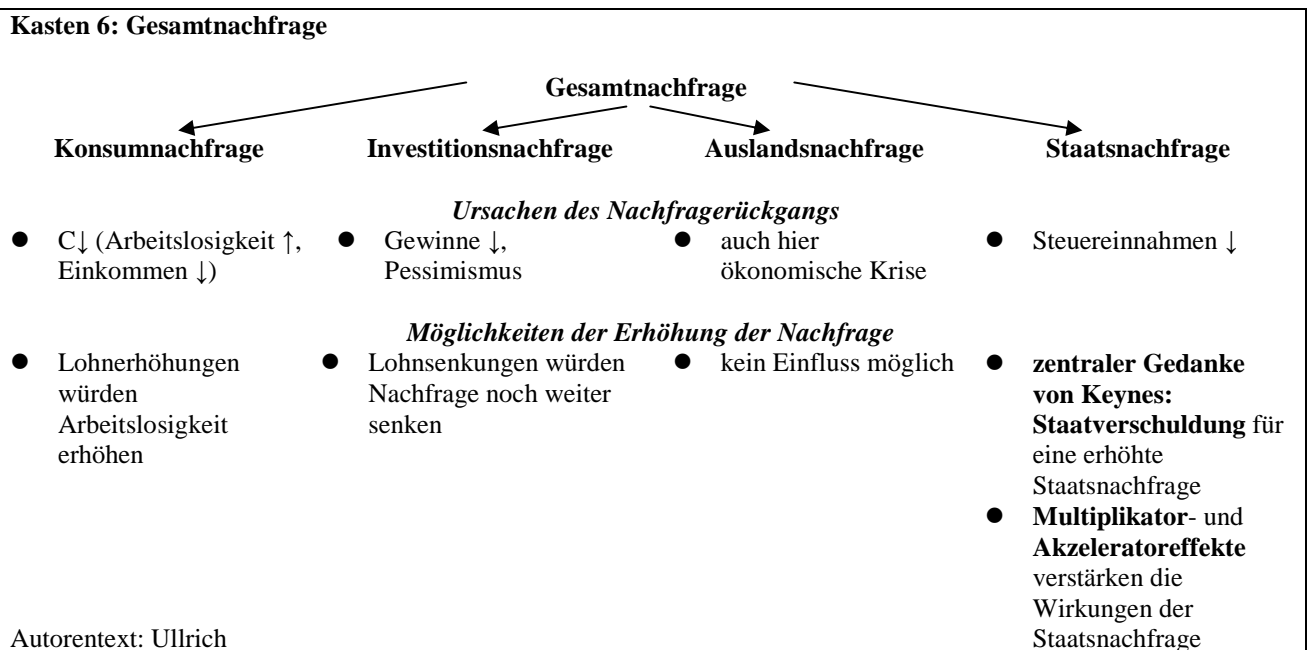 Kasten 6: Gesamtnachfrage
Gesamtnachfrage
Konsumnachfrage Investitionsnachfrage Auslandsnachfrage Staatsnachfrage
Ursachen des Nachfragerückgangs
● C↓ (Arbeitslosigkeit ↑, Einkommen ↓)
● Gewinne ↓, Pessimismus
● auch hier ökonomische Krise
● Steuereinnahmen ↓
Möglichkeiten der Erhöhung der Nachfrage
● Lohnerhöhungen
würden
Arbeitslosigkeit
erhöhen
● Lohnsenkungen würden
Nachfrage noch weiter
senken
● kein Einfluss möglich
● zentraler Gedanke
von Keynes:
Staatverschuldung für
eine erhöhte
Staatsnachfrage
● Multiplikator- und
Akzeleratoreffekte
verstärken die
Wirkungen der
Staatsnachfrage
Autorentext: Ullrich